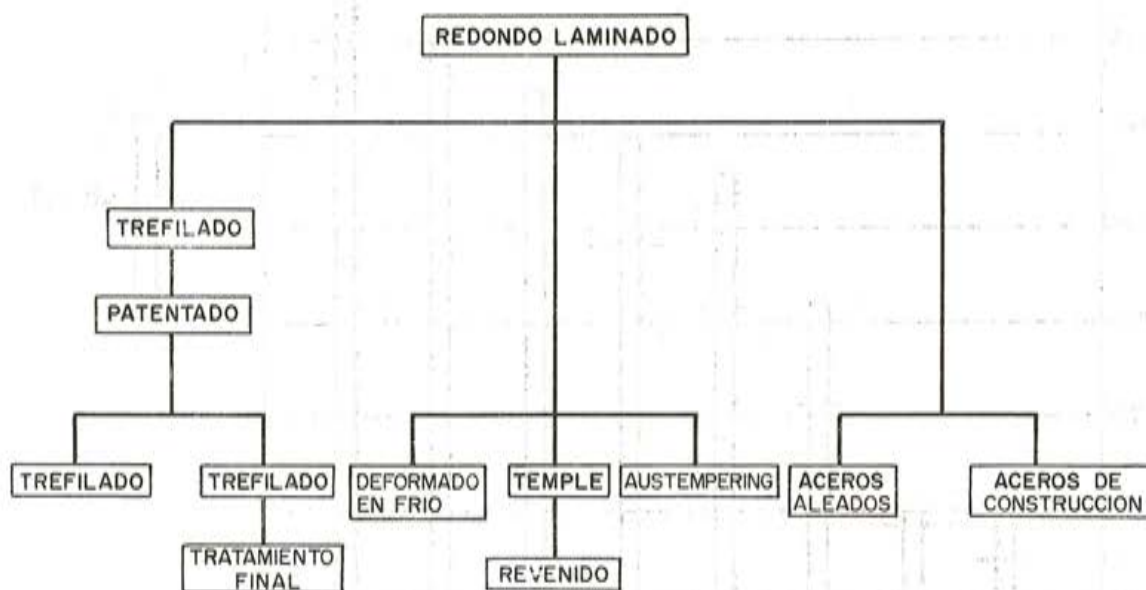 REDONDO LAMINADO
TREFILADO
PATENTADO
TREFILADO
TREFILADO
DEFORMADO
EN FRIO
TEMPLE
AUSTEMPERING
ACEROS
ALEADOS
ACEROS DE
CONSTRUCCION
TRATAMIENTO
FINAL
REVENIDO